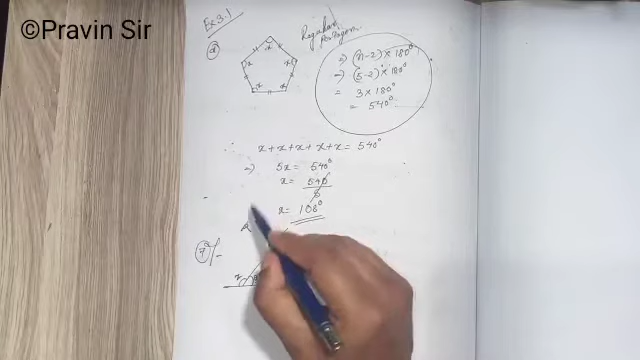 ©Pravin Sir
Ex 3.1
d
Regular
Pentagon
x
x x
x x
⇒ (n-2) × 180°
⇒ (5-2) × 180°
= 3 × 180°
= 540°
x + x + x + x + x = 540°
⇒ 5x = 540°
x = 540
5
x = 108°
7
x